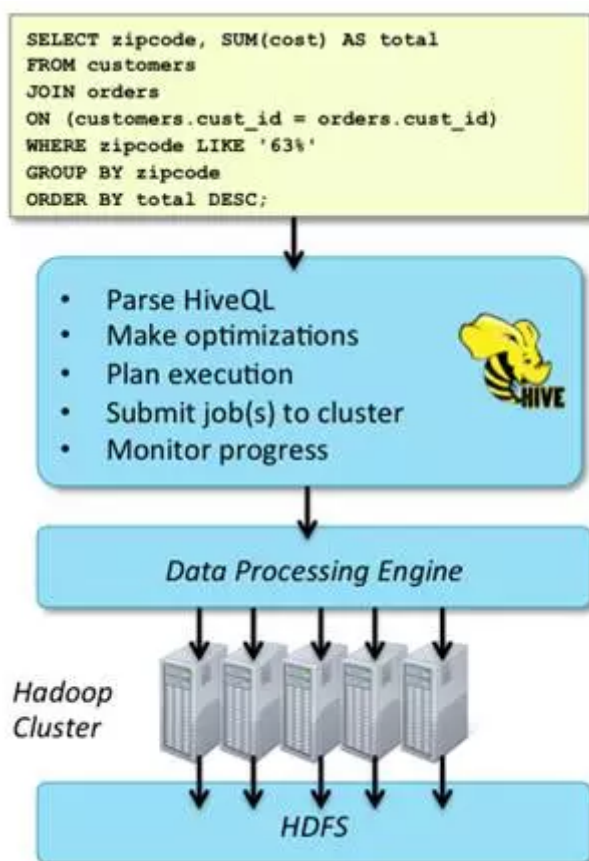 SELECT zipcode, SUM(cost) AS total
FROM customers
JOIN orders
ON (customers.cust_id = orders.cust_id)
WHERE zipcode LIKE '63%'
GROUP BY zipcode
ORDER BY total DESC;
• Parse HiveQL
• Make optimizations
• Plan execution
• Submit job(s) to cluster
• Monitor progress
HIVE
Data Processing Engine
Hadoop
Cluster
HDFS